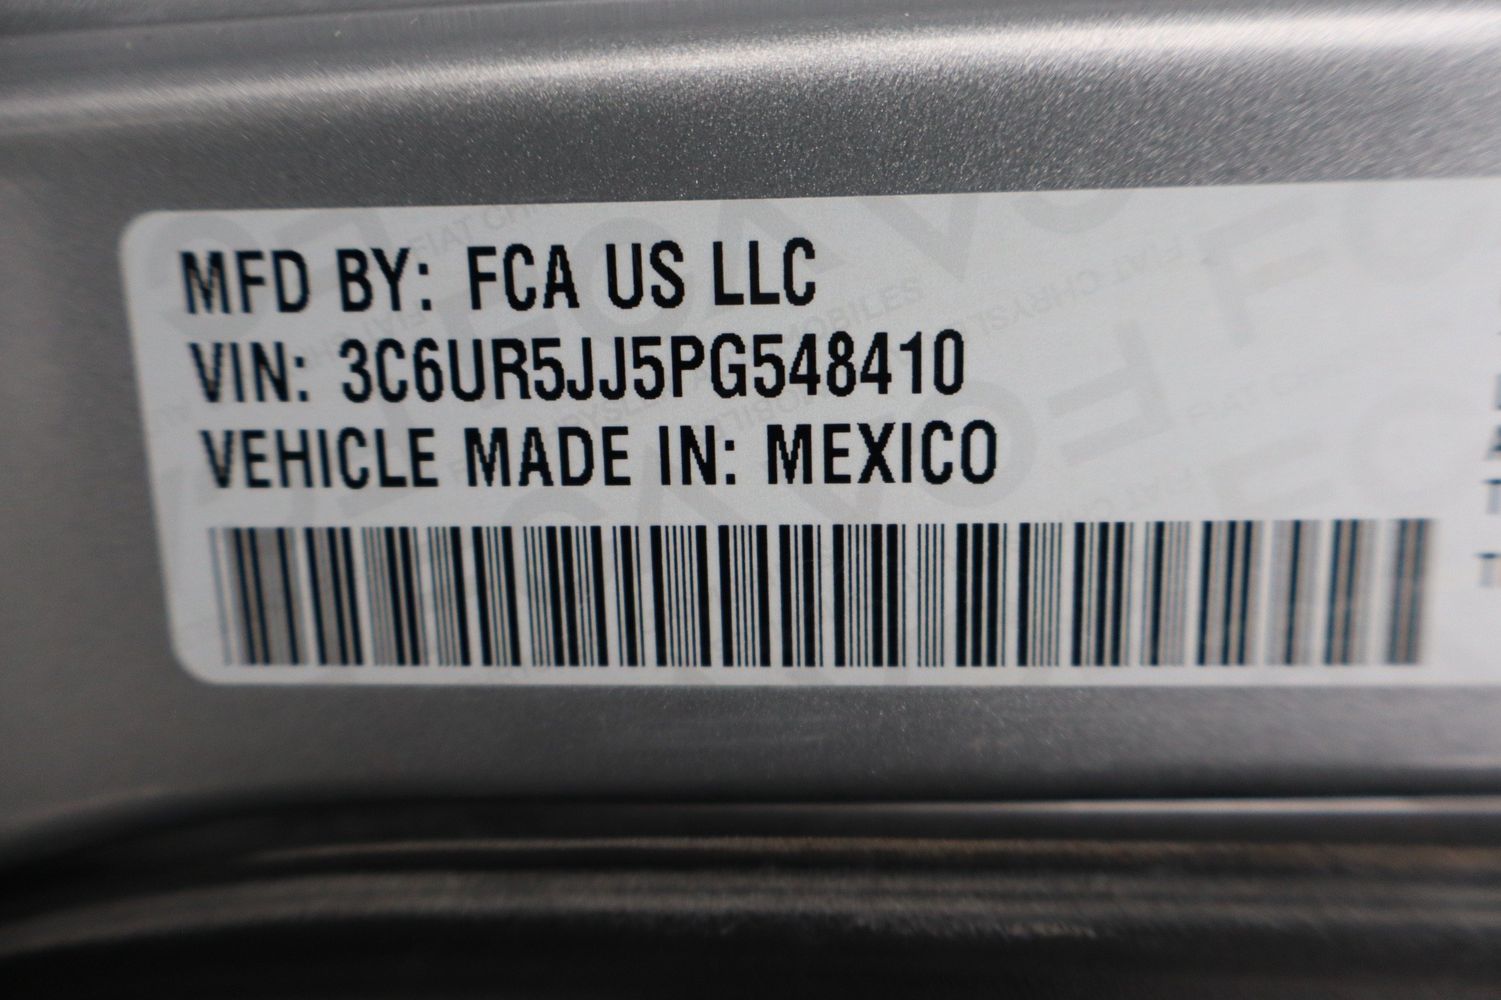 MFD BY: FCA US LLC
VIN: 3C6UR5JJ5PG548410
VEHICLE MADE IN: MEXICO